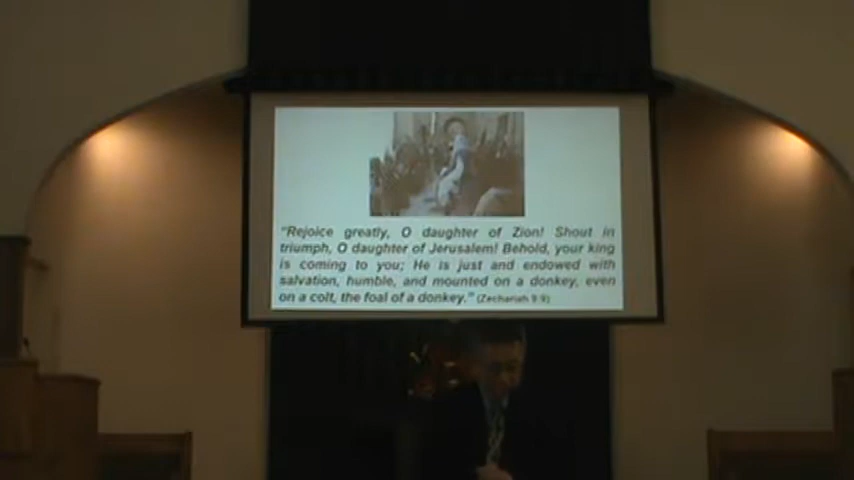 "Rejoice greatly, O daughter of Zion! Shout in
triumph, O daughter of Jerusalem! Behold, your king
is coming to you; He is just and endowed with
salvation, humble, and mounted on a donkey, even
on a colt, the foal of a donkey." (Zechariah 9:9)